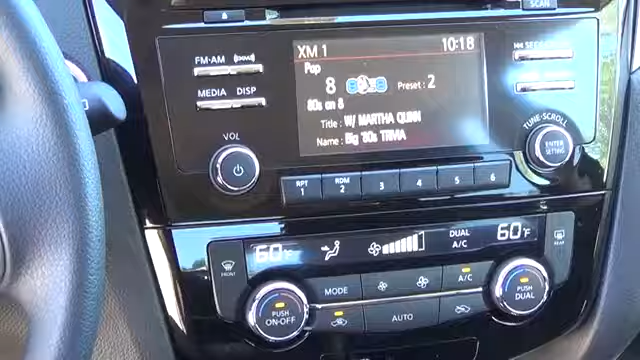 SCAN
FM·AM
MEDIA DISP
VOL
XM 1 10:18
Pop
8 Preset : 2
80s on 8
Title : W/ MARTHA QUINN
Name : Big '80s TRIVIA
TUNE·SCROLL
ENTER
SETTING
RPT
1
RDM
2
3
4
5
6
60°F
DUAL
A/C
60°F
FRONT
REAR
MODE
A/C
PUSH
ON·OFF
AUTO
PUSH
DUAL